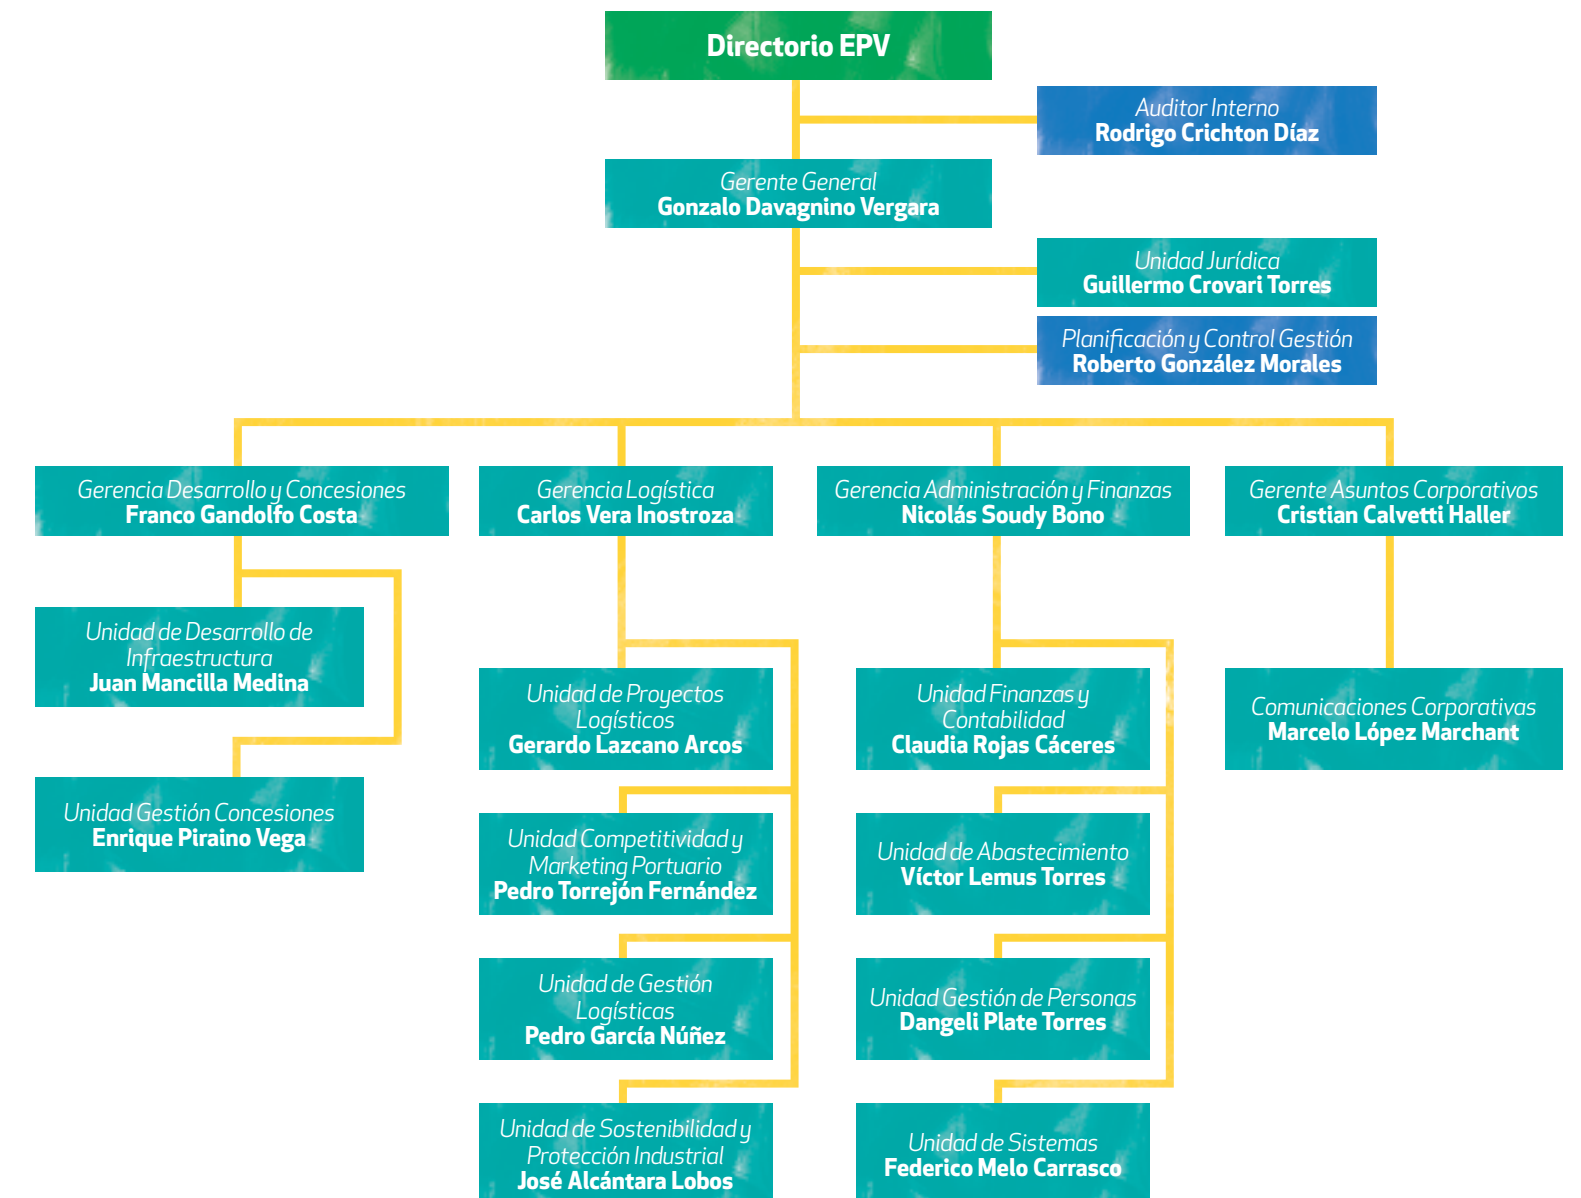 Directorio EPV
Auditor Interno
Rodrigo Crichton Díaz
Gerente General
Gonzalo Davagnino Vergara
Unidad Jurídica
Guillermo Crovari Torres
Planificación y Control Gestión
Roberto González Morales
Gerencia Desarrollo y Concesiones
Franco Gandolfo Costa
Gerencia Logística
Carlos Vera Inostroza
Gerencia Administración y Finanzas
Nicolás Soudy Bono
Gerente Asuntos Corporativos
Cristian Calvetti Haller
Unidad de Desarrollo de
Infraestructura
Juan Mancilla Medina
Unidad Gestión Concesiones
Enrique Piraino Vega
Unidad de Proyectos
Logísticos
Gerardo Lazcano Arcos
Unidad Competitividad y
Marketing Portuario
Pedro Torrejón Fernández
Unidad de Gestión
Logísticas
Pedro García Núñez
Unidad de Sostenibilidad y
Protección Industrial
José Alcántara Lobos
Unidad Finanzas y
Contabilidad
Claudia Rojas Cáceres
Unidad de Abastecimiento
Víctor Lemus Torres
Unidad Gestión de Personas
Dangeli Plate Torres
Unidad de Sistemas
Federico Melo Carrasco
Comunicaciones Corporativas
Marcelo López Marchant